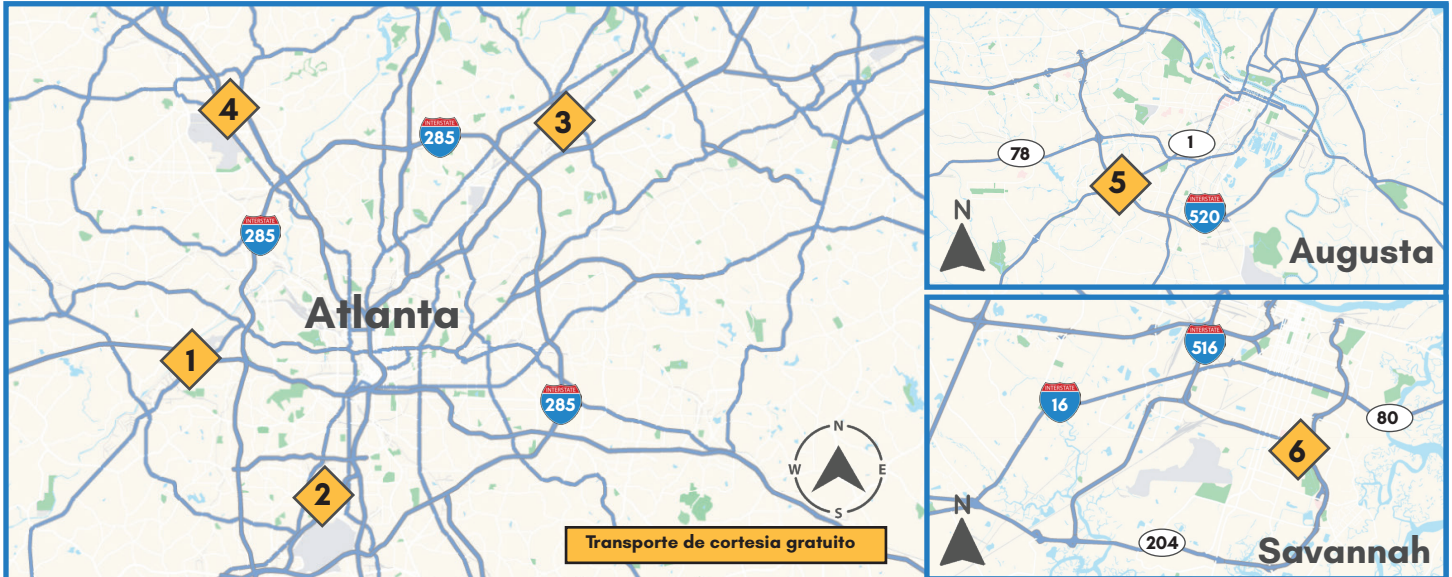 4
3
INTERSTATE
285
INTERSTATE
285
Atlanta
1
INTERSTATE
285
2
N
W
E
S
Transporte de cortesia gratuito
78
1
5
INTERSTATE
520
N
Augusta
INTERSTATE
516
INTERSTATE
16
80
6
N
204
Savannah